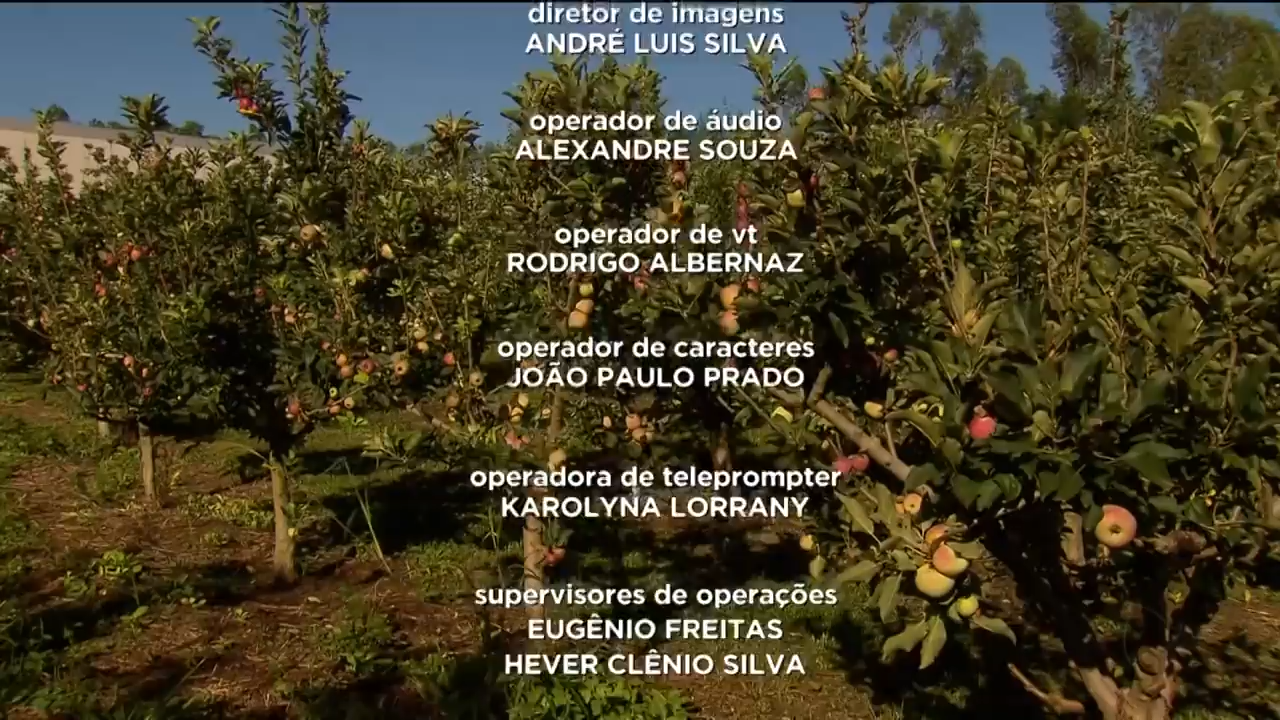 diretor de imagens
ANDRÉ LUIS SILVA
operador de áudio
ALEXANDRE SOUZA
operador de vt
RODRIGO ALBERNAZ
operador de caracteres
JOÃO PAULO PRADO
operadora de teleprompter
KAROLYNA LORRANY
supervisores de operações
EUGÊNIO FREITAS
HEVER CLÊNIO SILVA